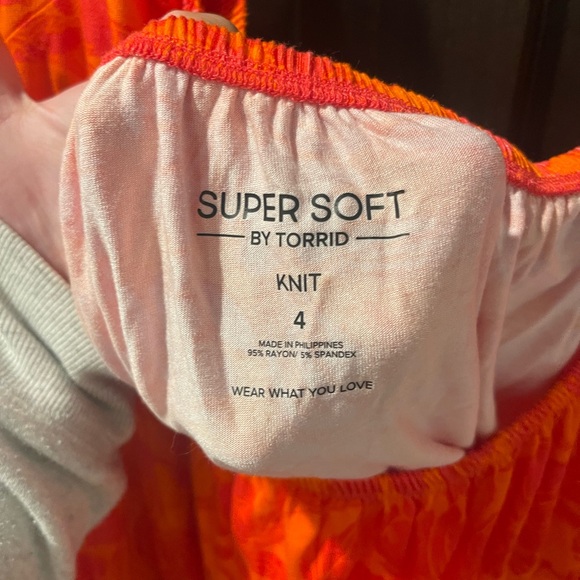 SUPER SOFT
BY TORRID
KNIT
4
MADE IN PHILIPPINES
95% RAYON/ 5% SPANDEX
WEAR WHAT YOU LOVE